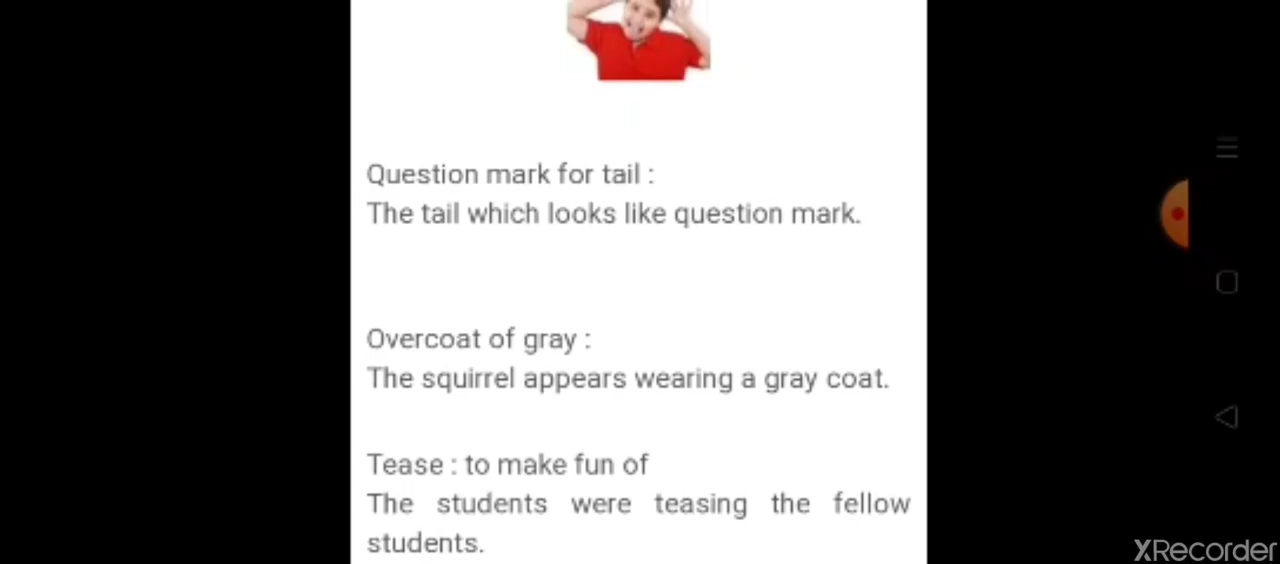 Question mark for tail :
The tail which looks like question mark.
Overcoat of gray :
The squirrel appears wearing a gray coat.
Tease : to make fun of
The students were teasing the fellow
students.
XRecorder